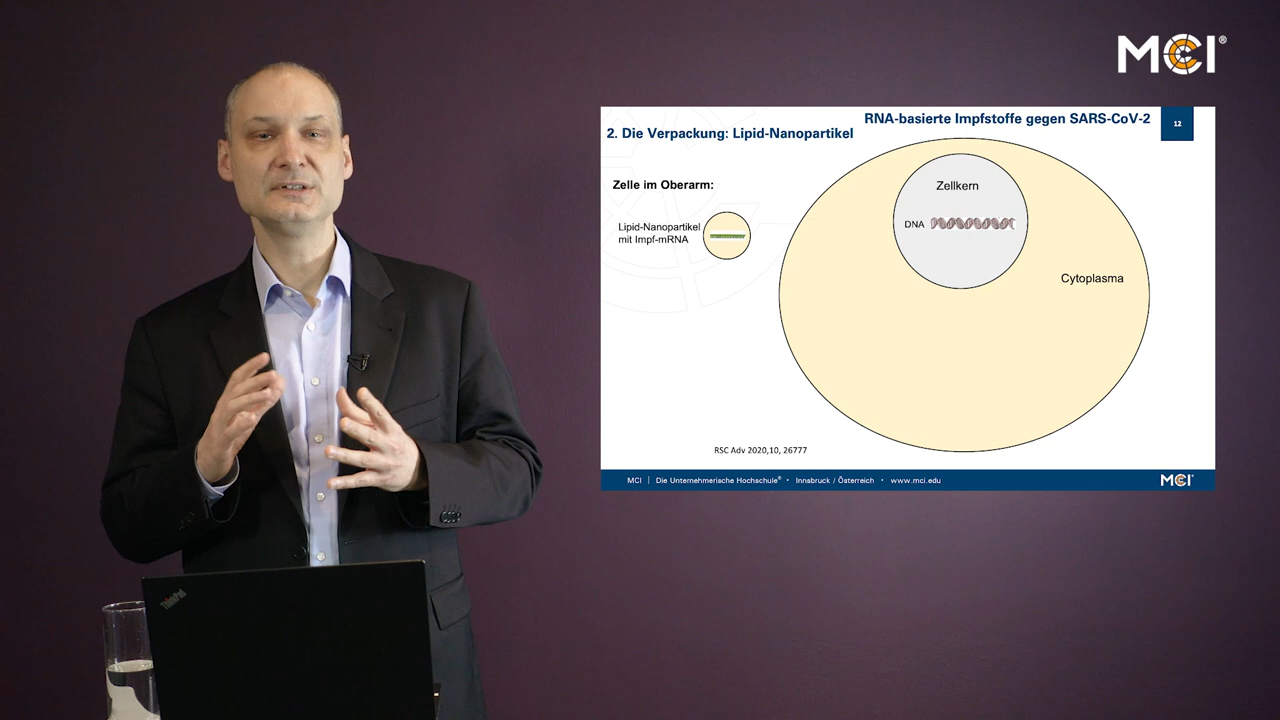 MCI®
RNA-basierte Impfstoffe gegen SARS-CoV-2
12
2. Die Verpackung: Lipid-Nanopartikel
Zelle im Oberarm:
Lipid-Nanopartikel
mit Impf-mRNA
Zellkern
DNA
Cytoplasma
RSC Adv 2020,10, 26777
MCI | Die Unternehmerische Hochschule® • Innsbruck / Österreich • www.mci.edu
MCI®
ThinkPad